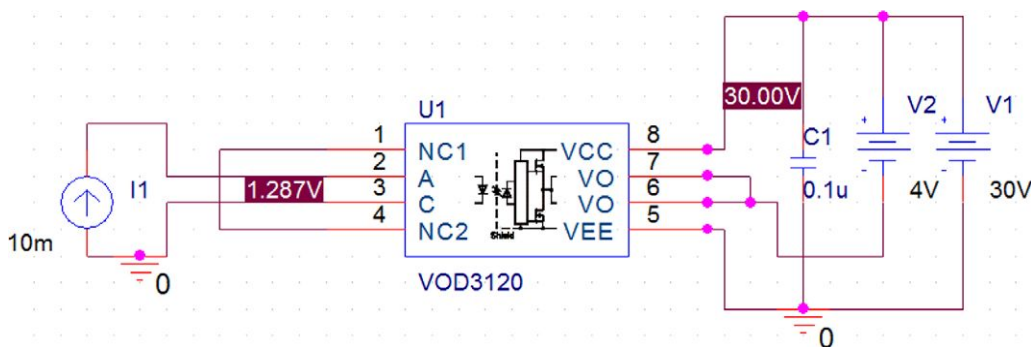 U1
1
NC1
2
A
3
C
4
NC2
8
VCC
7
VO
6
VO
5
VEE
Shield
VOD3120
I1
10m
0
1.287V
30.00V
C1
0.1u
V2
4V
V1
30V
0